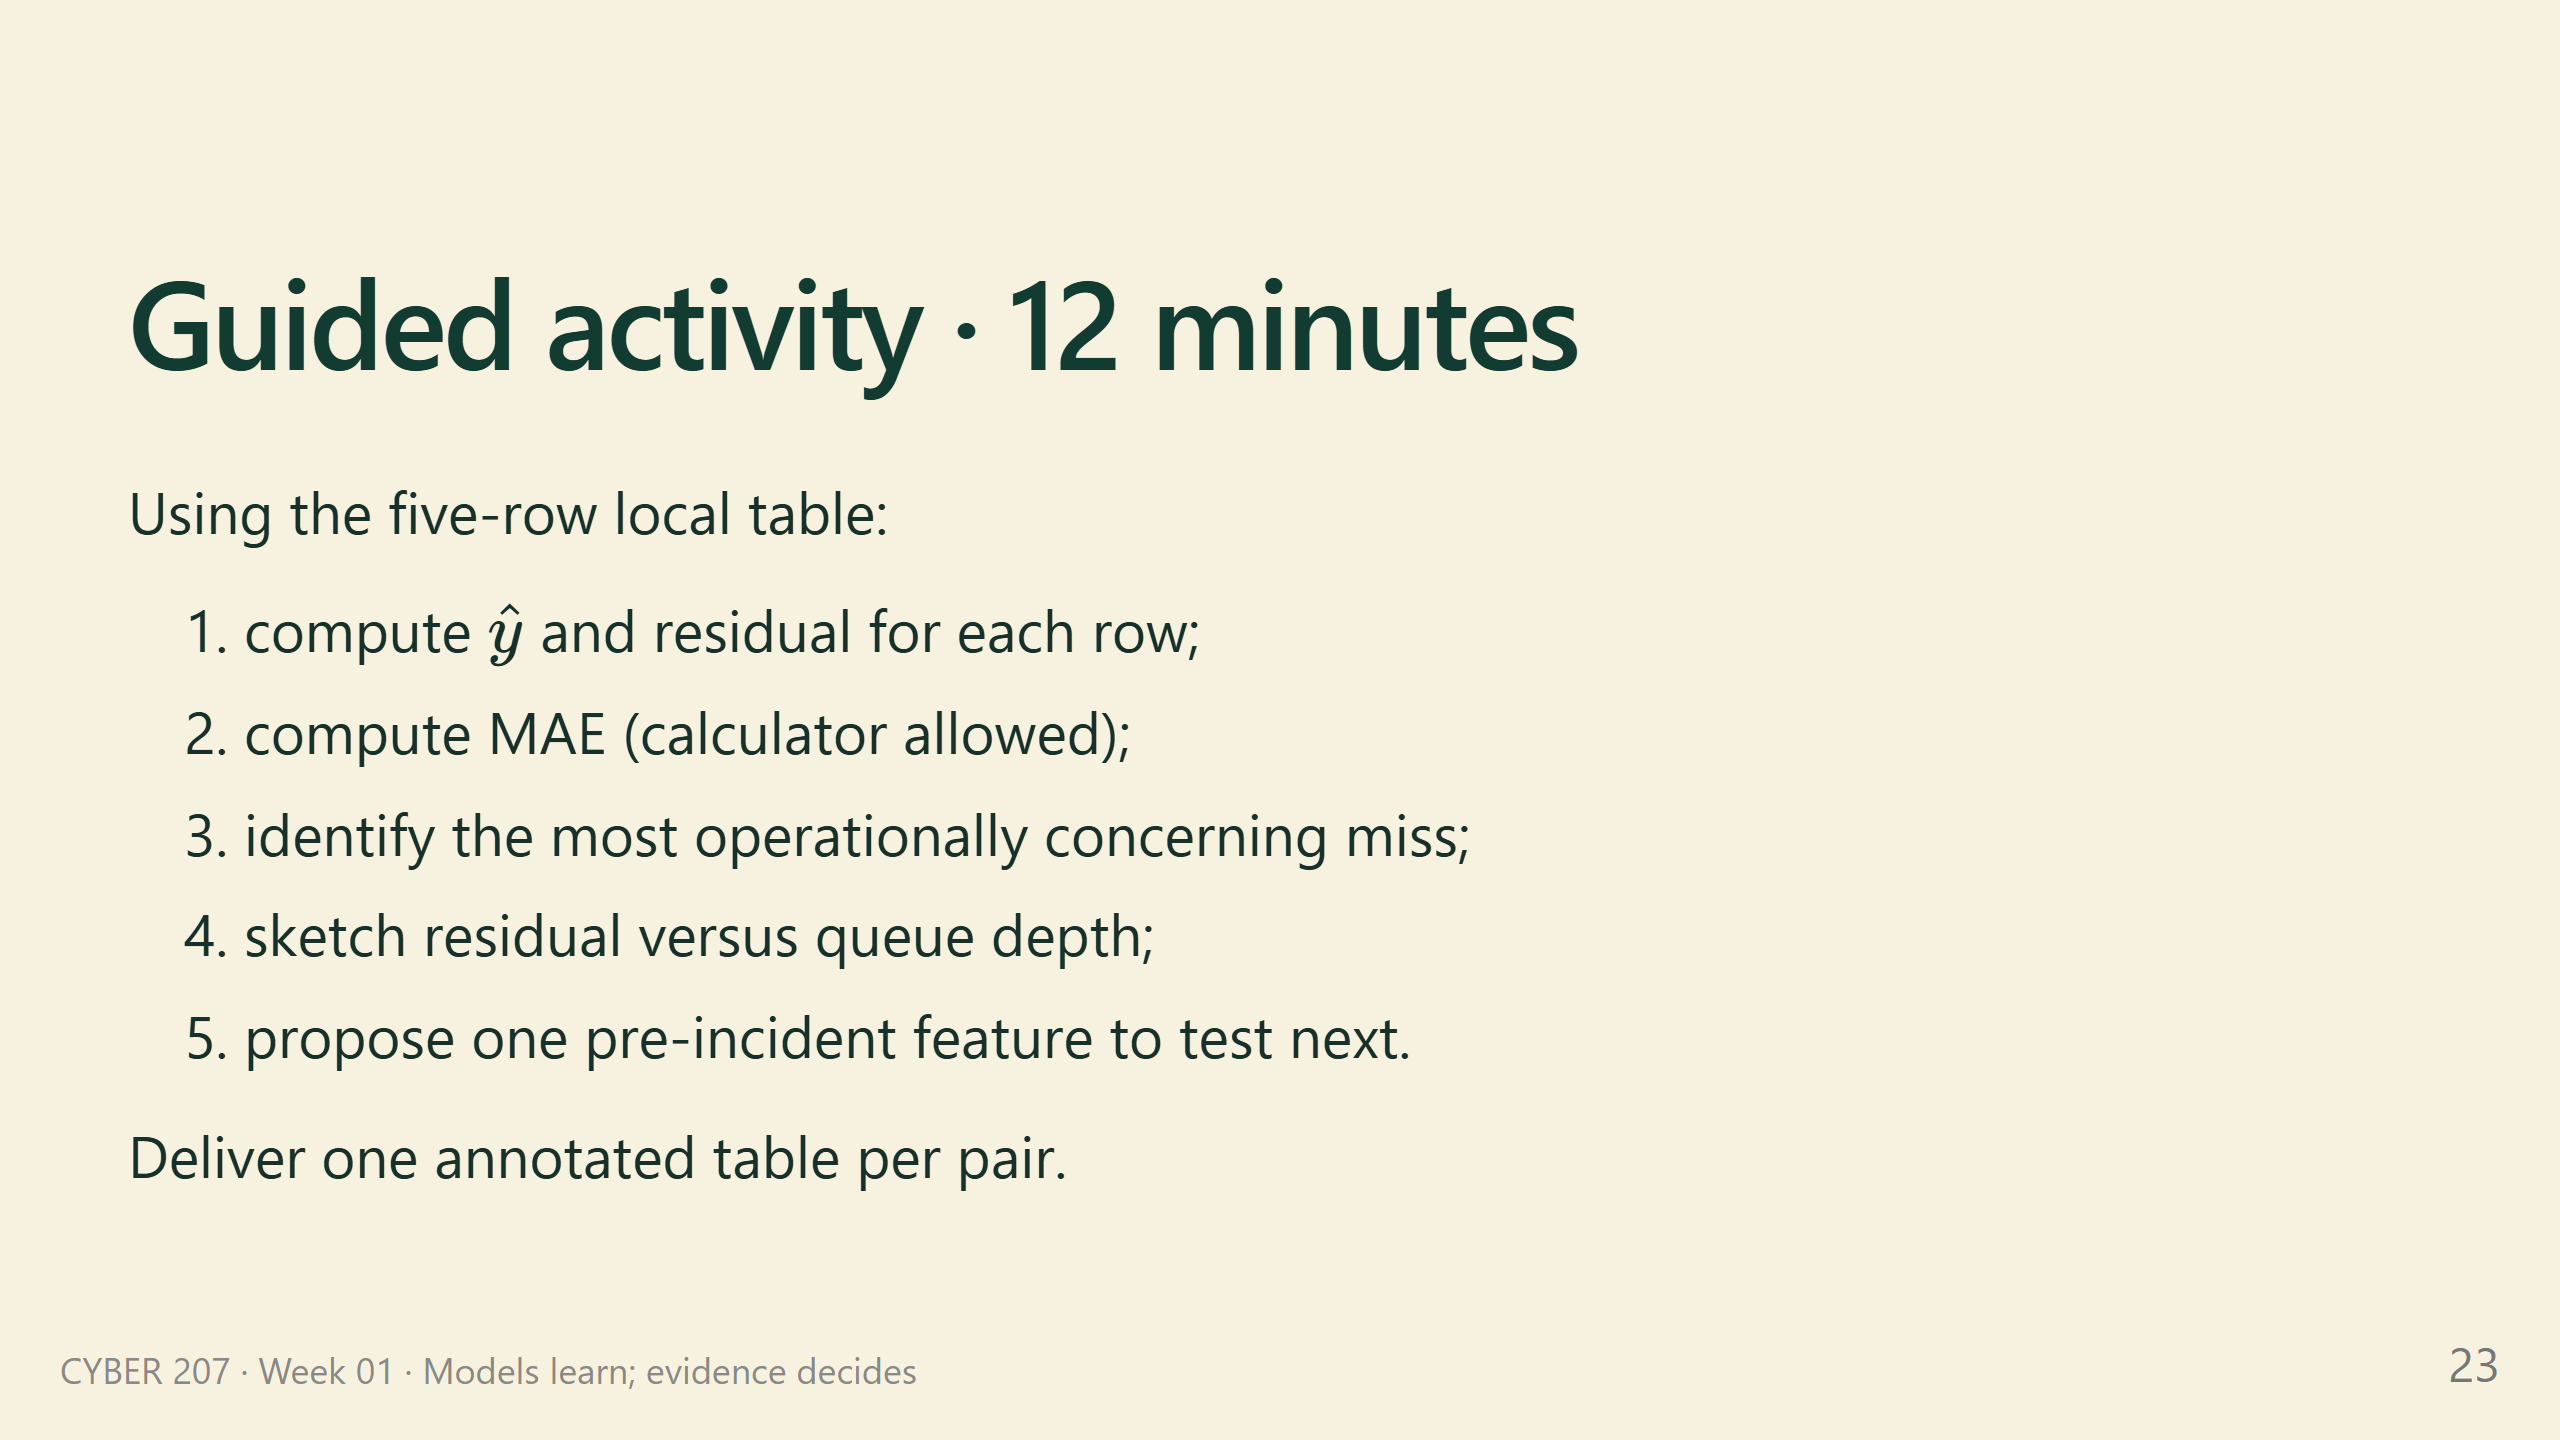 Guided activity · 12 minutes
Using the five-row local table:
1. compute ŷ and residual for each row;
2. compute MAE (calculator allowed);
3. identify the most operationally concerning miss;
4. sketch residual versus queue depth;
5. propose one pre-incident feature to test next.
Deliver one annotated table per pair.
CYBER 207 · Week 01 · Models learn; evidence decides
23